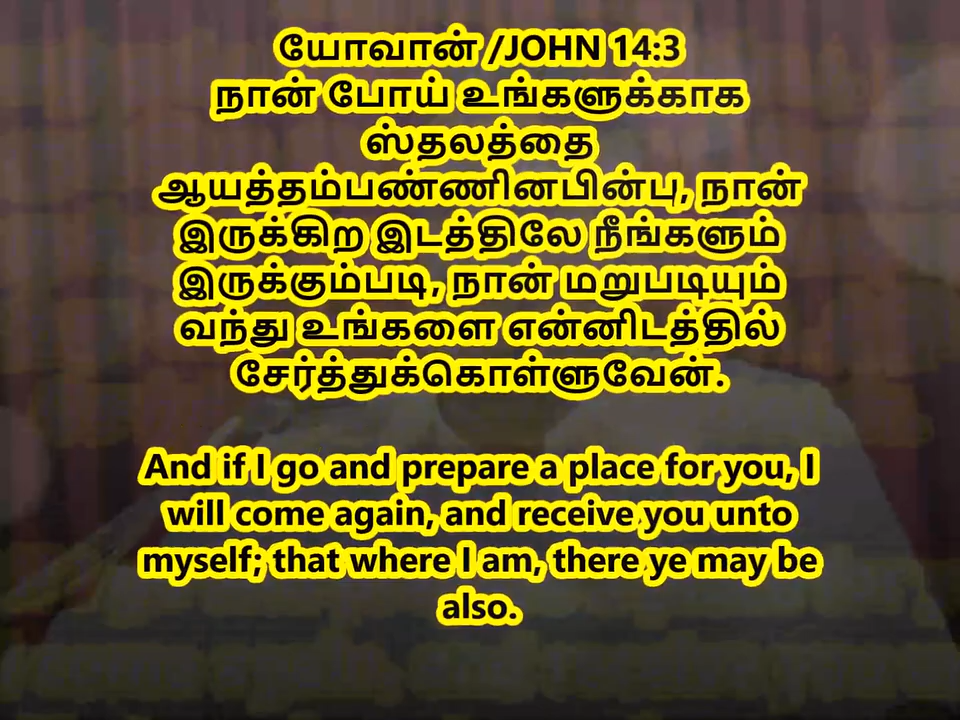 யோவான் /JOHN 14:3
நான் போய் உங்களுக்காக
ஸ்தலத்தை
ஆயத்தம்பண்ணினபின்பு, நான்
இருக்கிற இடத்திலே நீங்களும்
இருக்கும்படி, நான் மறுபடியும்
வந்து உங்களை என்னிடத்தில்
சேர்த்துக்கொள்ளுவேன்.
And if I go and prepare a place for you, I
will come again, and receive you unto
myself; that where I am, there ye may be
also.